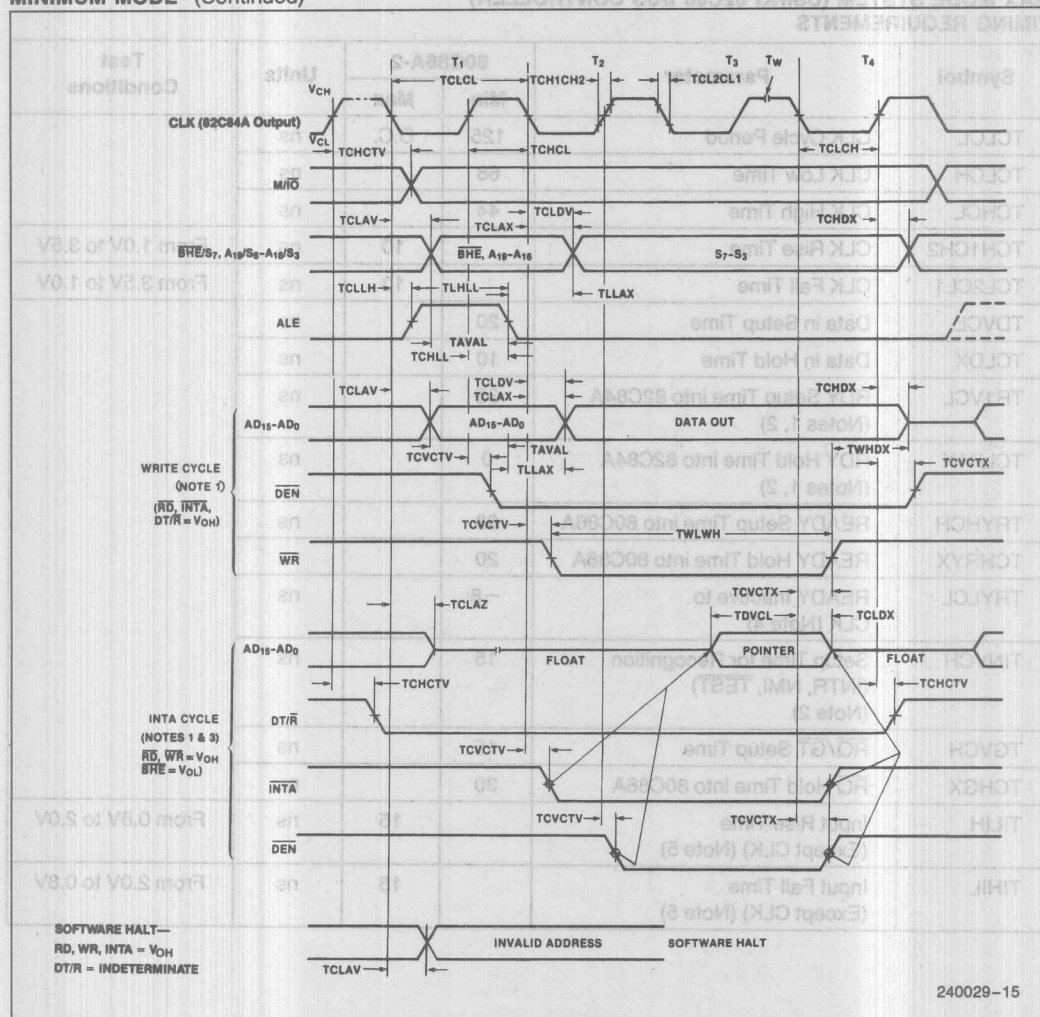 MINIMUM MODE (Continued)
T1 T2 T3 TW T4
TCLCL TCH1CH2 TCL2CL1
VCH
CLK (82C84A Output)
VCL
TCHCTV TCHCL TCLCH
M/IO
TCLAV TCLDV TCLAX TCHDX
BHE/S7, A19/S6-A16/S3 BHE, A19-A16 S7-S3
TCLLH TLHLL TLLAX
ALE
TAVAL
TCHLL
TCLAV TCLDV TCLAX TCHDX
AD15-AD0 AD15-AD0 DATA OUT
TAVAL TWHDX
TCVCTV TLLAX TCVCTX
WRITE CYCLE
(NOTE 1)
(RD, INTA,
DT/R = VOH)
DEN
TCVCTV TWLWH
WR
TCVCTX
TCLAZ TDVCL TCLDX
AD15-AD0 FLOAT POINTER FLOAT
TCHCTV TCHCTV
DT/R
INTA CYCLE
(NOTES 1 & 3)
RD, WR = VOH
BHE = VOL)
TCVCTV
INTA
TCVCTV TCVCTX
DEN
SOFTWARE HALT—
RD, WR, INTA = VOH
DT/R = INDETERMINATE
INVALID ADDRESS SOFTWARE HALT
TCLAV
240029-15